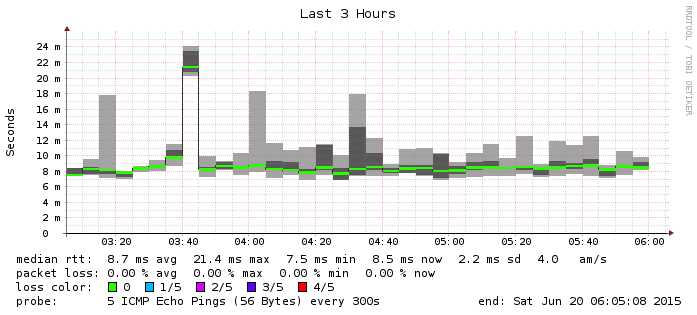 Last 3 Hours
RRDTOOL / TOBI OETIKER
Seconds
24 m
22 m
20 m
18 m
16 m
14 m
12 m
10 m
8 m
6 m
4 m
2 m
0
03:20 03:40 04:00 04:20 04:40 05:00 05:20 05:40 06:00
median rtt: 8.7 ms avg 21.4 ms max 7.5 ms min 8.5 ms now 2.2 ms sd 4.0 am/s
packet loss: 0.00 % avg 0.00 % max 0.00 % min 0.00 % now
loss color: 0 1/5 2/5 3/5 4/5
probe: 5 ICMP Echo Pings (56 Bytes) every 300s end: Sat Jun 20 06:05:08 2015